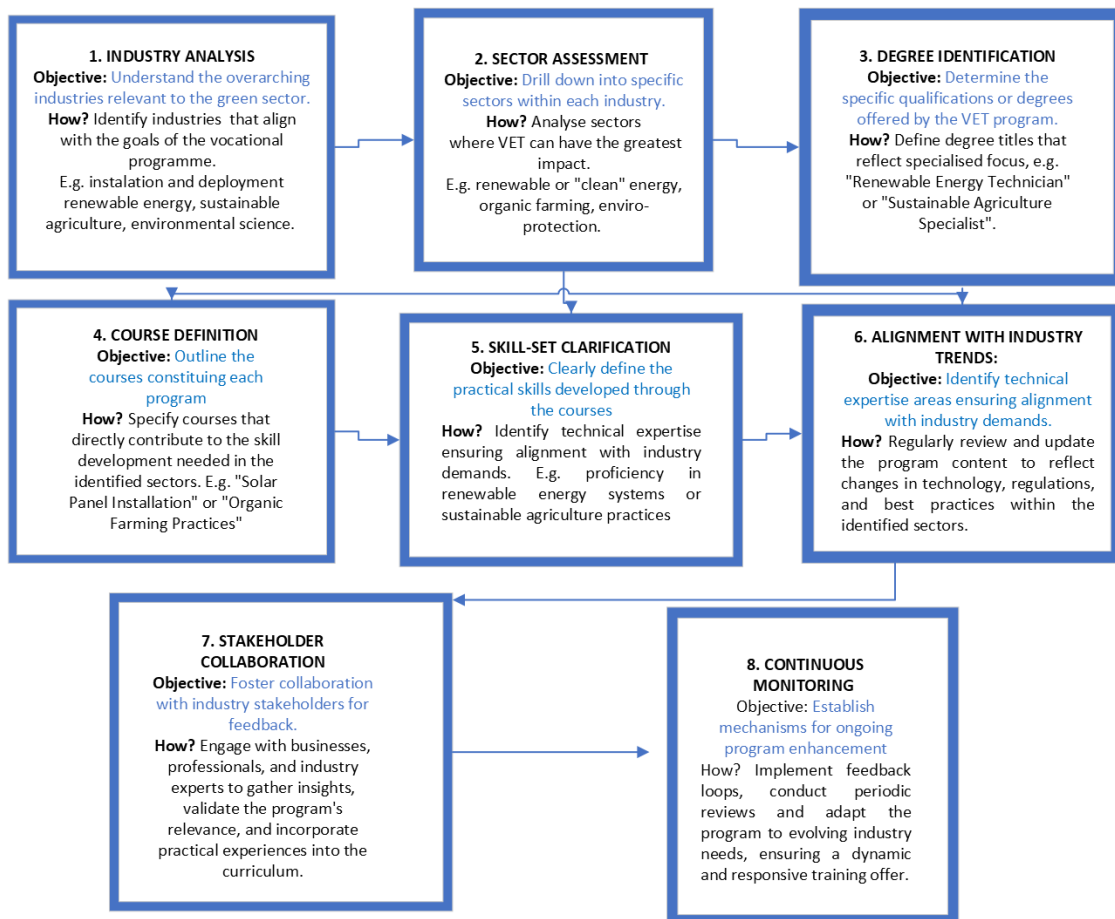 1. INDUSTRY ANALYSIS
Objective: Understand the overarching
industries relevant to the green sector.
How? Identify industries that align
with the goals of the vocational
programme.
E.g. instalation and deployment
renewable energy, sustainable
agriculture, environmental science.
2. SECTOR ASSESSMENT
Objective: Drill down into specific
sectors within each industry.
How? Analyse sectors
where VET can have the greatest
impact.
E.g. renewable or "clean" energy,
organic farming, enviro-
protection.
3. DEGREE IDENTIFICATION
Objective: Determine the
specific qualifications or degrees
offered by the VET program.
How? Define degree titles that
reflect specialised focus, e.g.
"Renewable Energy Technician"
or "Sustainable Agriculture
Specialist".
4. COURSE DEFINITION
Objective: Outline the
courses constituing each
program
How? Specify courses that
directly contribute to the skill
development needed in the
identified sectors. E.g. "Solar
Panel Installation" or "Organic
Farming Practices"
5. SKILL-SET CLARIFICATION
Objective: Clearly define the
practical skills developed through
the courses
How? Identify technical expertise
ensuring alignment with industry
demands. E.g. proficiency in
renewable energy systems or
sustainable agriculture practices
6. ALIGNMENT WITH INDUSTRY
TRENDS:
Objective: Identify technical
expertise areas ensuring alignment
with industry demands.
How? Regularly review and update
the program content to reflect
changes in technology, regulations,
and best practices within the
identified sectors.
7. STAKEHOLDER
COLLABORATION
Objective: Foster collaboration
with industry stakeholders for
feedback.
How? Engage with businesses,
professionals, and industry
experts to gather insights,
validate the program's
relevance, and incorporate
practical experiences into the
curriculum.
8. CONTINUOUS
MONITORING
Objective: Establish
mechanisms for ongoing
program enhancement
How? Implement feedback
loops, conduct periodic
reviews and adapt the
program to evolving industry
needs, ensuring a dynamic
and responsive training offer.